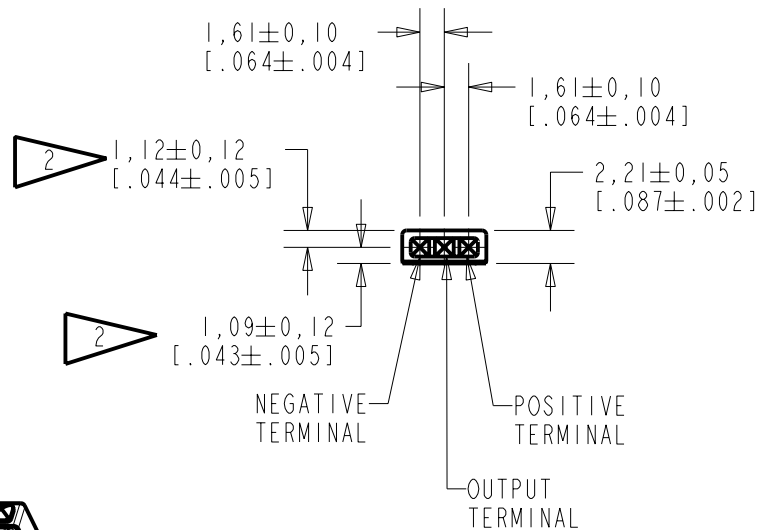 1,61±0,10
[.064±.004]
1,61±0,10
[.064±.004]
2
1,12±0,12
[.044±.005]
2,21±0,05
[.087±.002]
2
1,09±0,12
[.043±.005]
NEGATIVE
TERMINAL
POSITIVE
TERMINAL
OUTPUT
TERMINAL